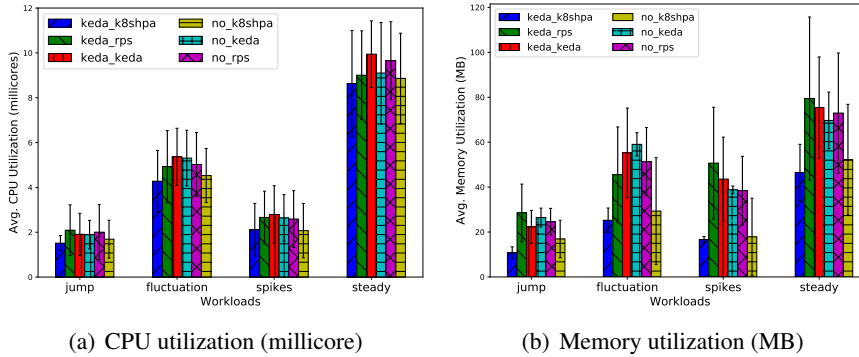 keda_k8shpa
keda_rps
keda_keda
no_k8shpa
no_keda
no_rps
Avg. CPU Utilization (millicores)
12
10
8
6
4
2
0
jump
fluctuation
spikes
steady
Workloads
(a) CPU utilization (millicore)
keda_k8shpa
keda_rps
keda_keda
no_k8shpa
no_keda
no_rps
Avg. Memory Utilization (MB)
120
100
80
60
40
20
0
jump
fluctuation
spikes
steady
Workloads
(b) Memory utilization (MB)